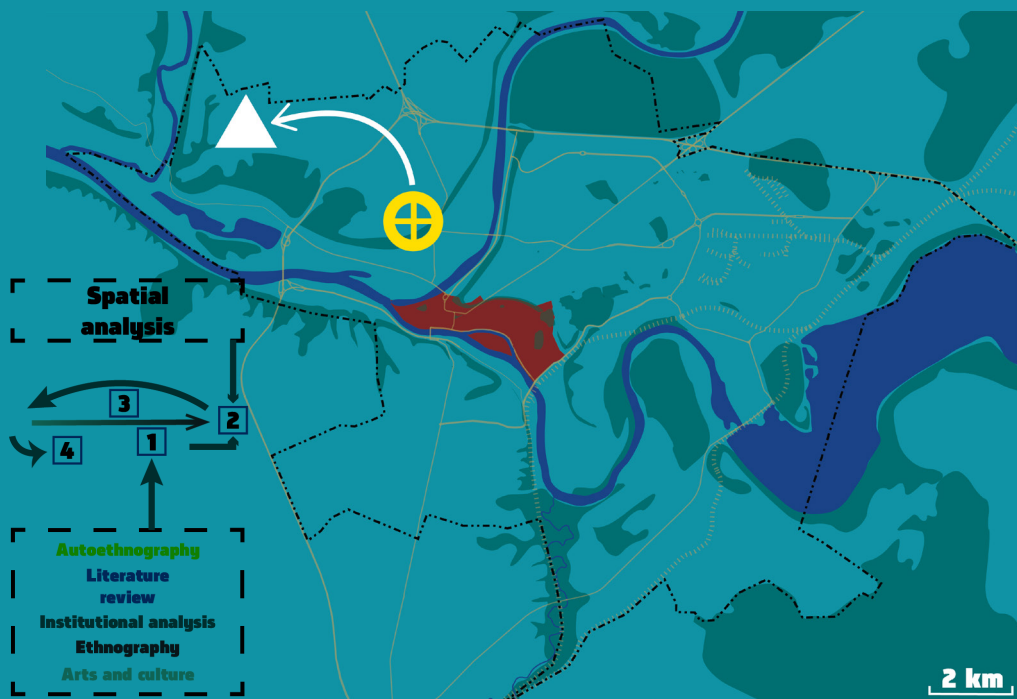 Spatial
analysis
3
2
1
4
Autoethnography
Literature
review
Institutional analysis
Ethnography
Arts and culture
2 km